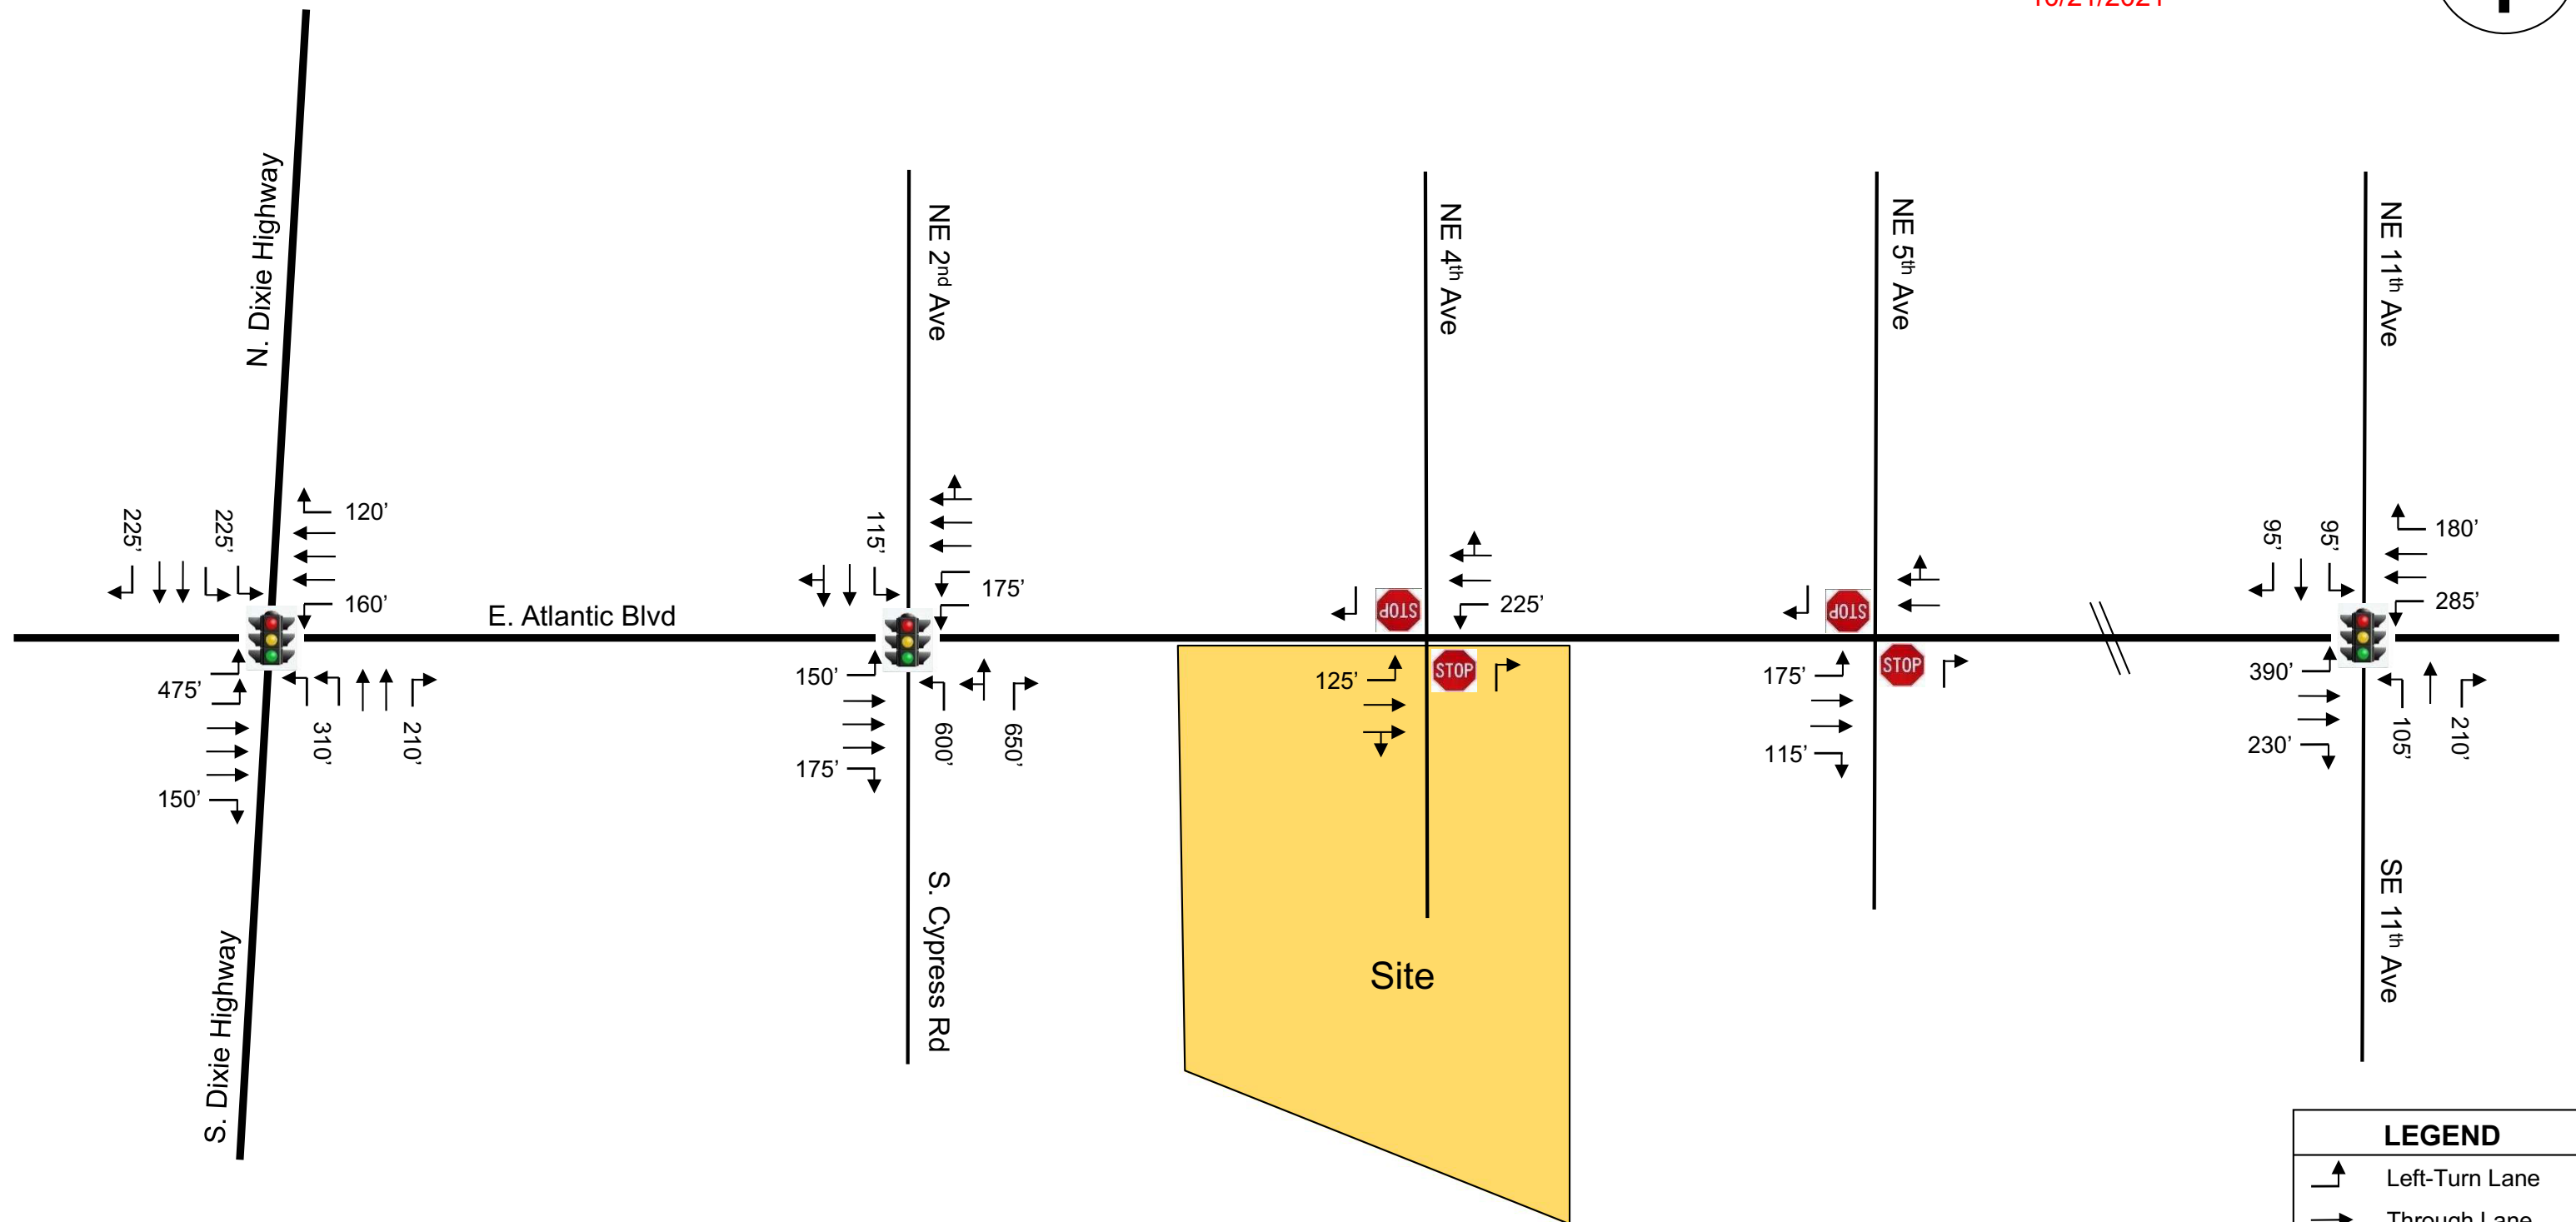 N. Dixie Highway
NE 2nd Ave
NE 4th Ave
NE 5th Ave
NE 11th Ave
225’
225’
120’
160’
115’
175’
STOP
225’
STOP
95’
95’
180’
285’
E. Atlantic Blvd
475’
150’
310’
210’
150’
175’
600’
650’
125’
STOP
175’
115’
STOP
390’
230’
105’
210’
S. Dixie Highway
S. Cypress Rd
Site
SE 11th Ave
LEGEND
Left-Turn Lane
Through Lane